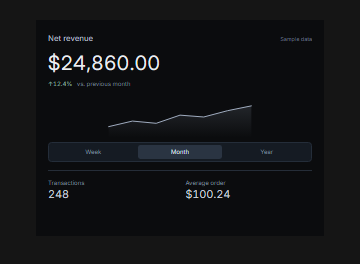 Net revenue
Sample data
$24,860.00
↑12.4% vs. previous month
Week Month Year
Transactions Average order
248 $100.24